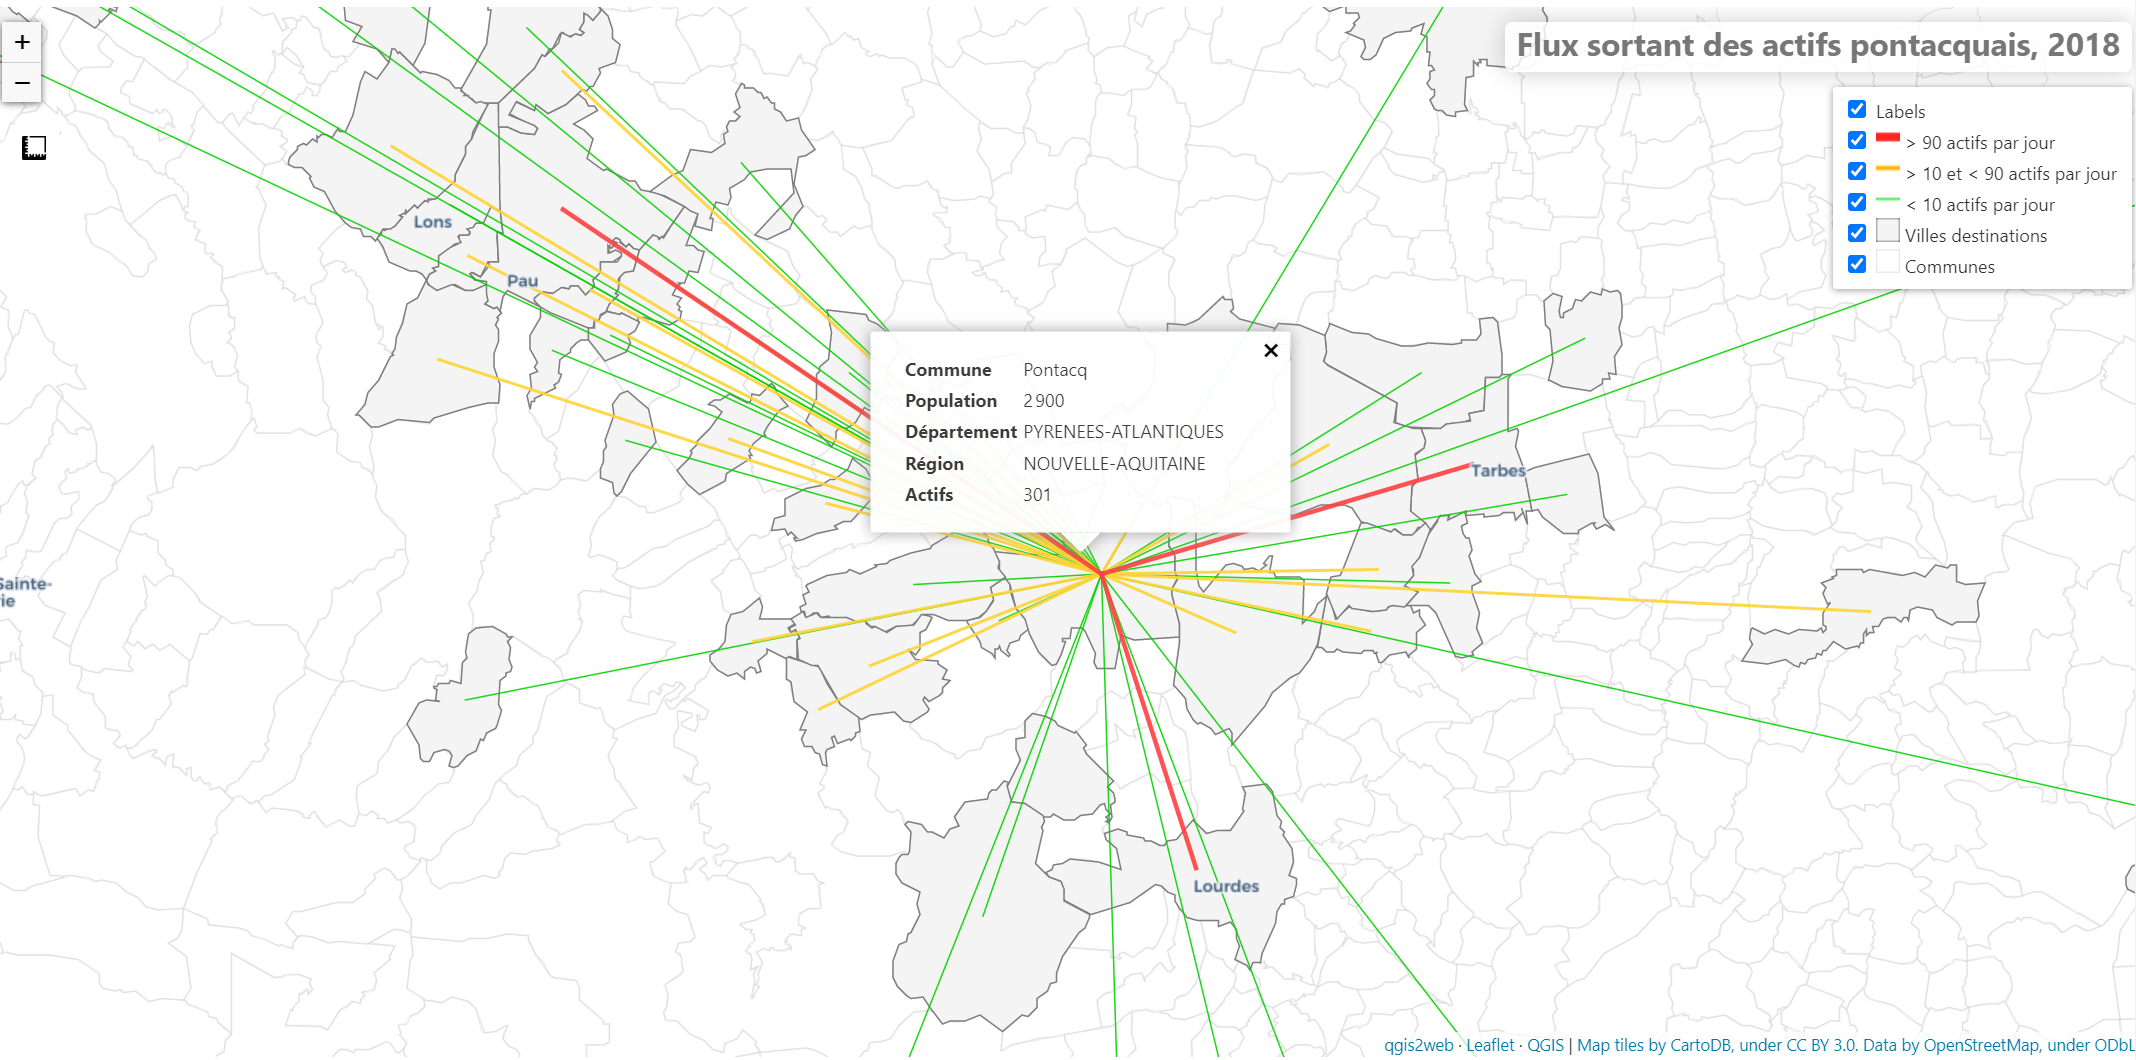 +
−
Flux sortant des actifs pontacquais, 2018
Labels
> 90 actifs par jour
> 10 et < 90 actifs par jour
< 10 actifs par jour
Villes destinations
Communes
Lons
Pau
×
Commune Pontacq
Population 2 900
Département PYRENEES-ATLANTIQUES
Région NOUVELLE-AQUITAINE
Actifs 301
Tarbes
Sainte-
ie
Lourdes
qgis2web · Leaflet · QGIS | Map tiles by CartoDB, under CC BY 3.0. Data by OpenStreetMap, under ODbL